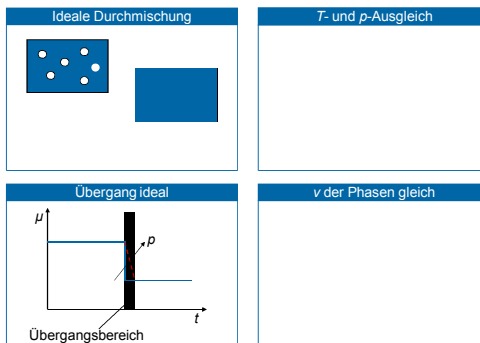 Ideale Durchmischung
T- und p-Ausgleich
Übergang ideal
v der Phasen gleich
μ
p
t
Übergangsbereich